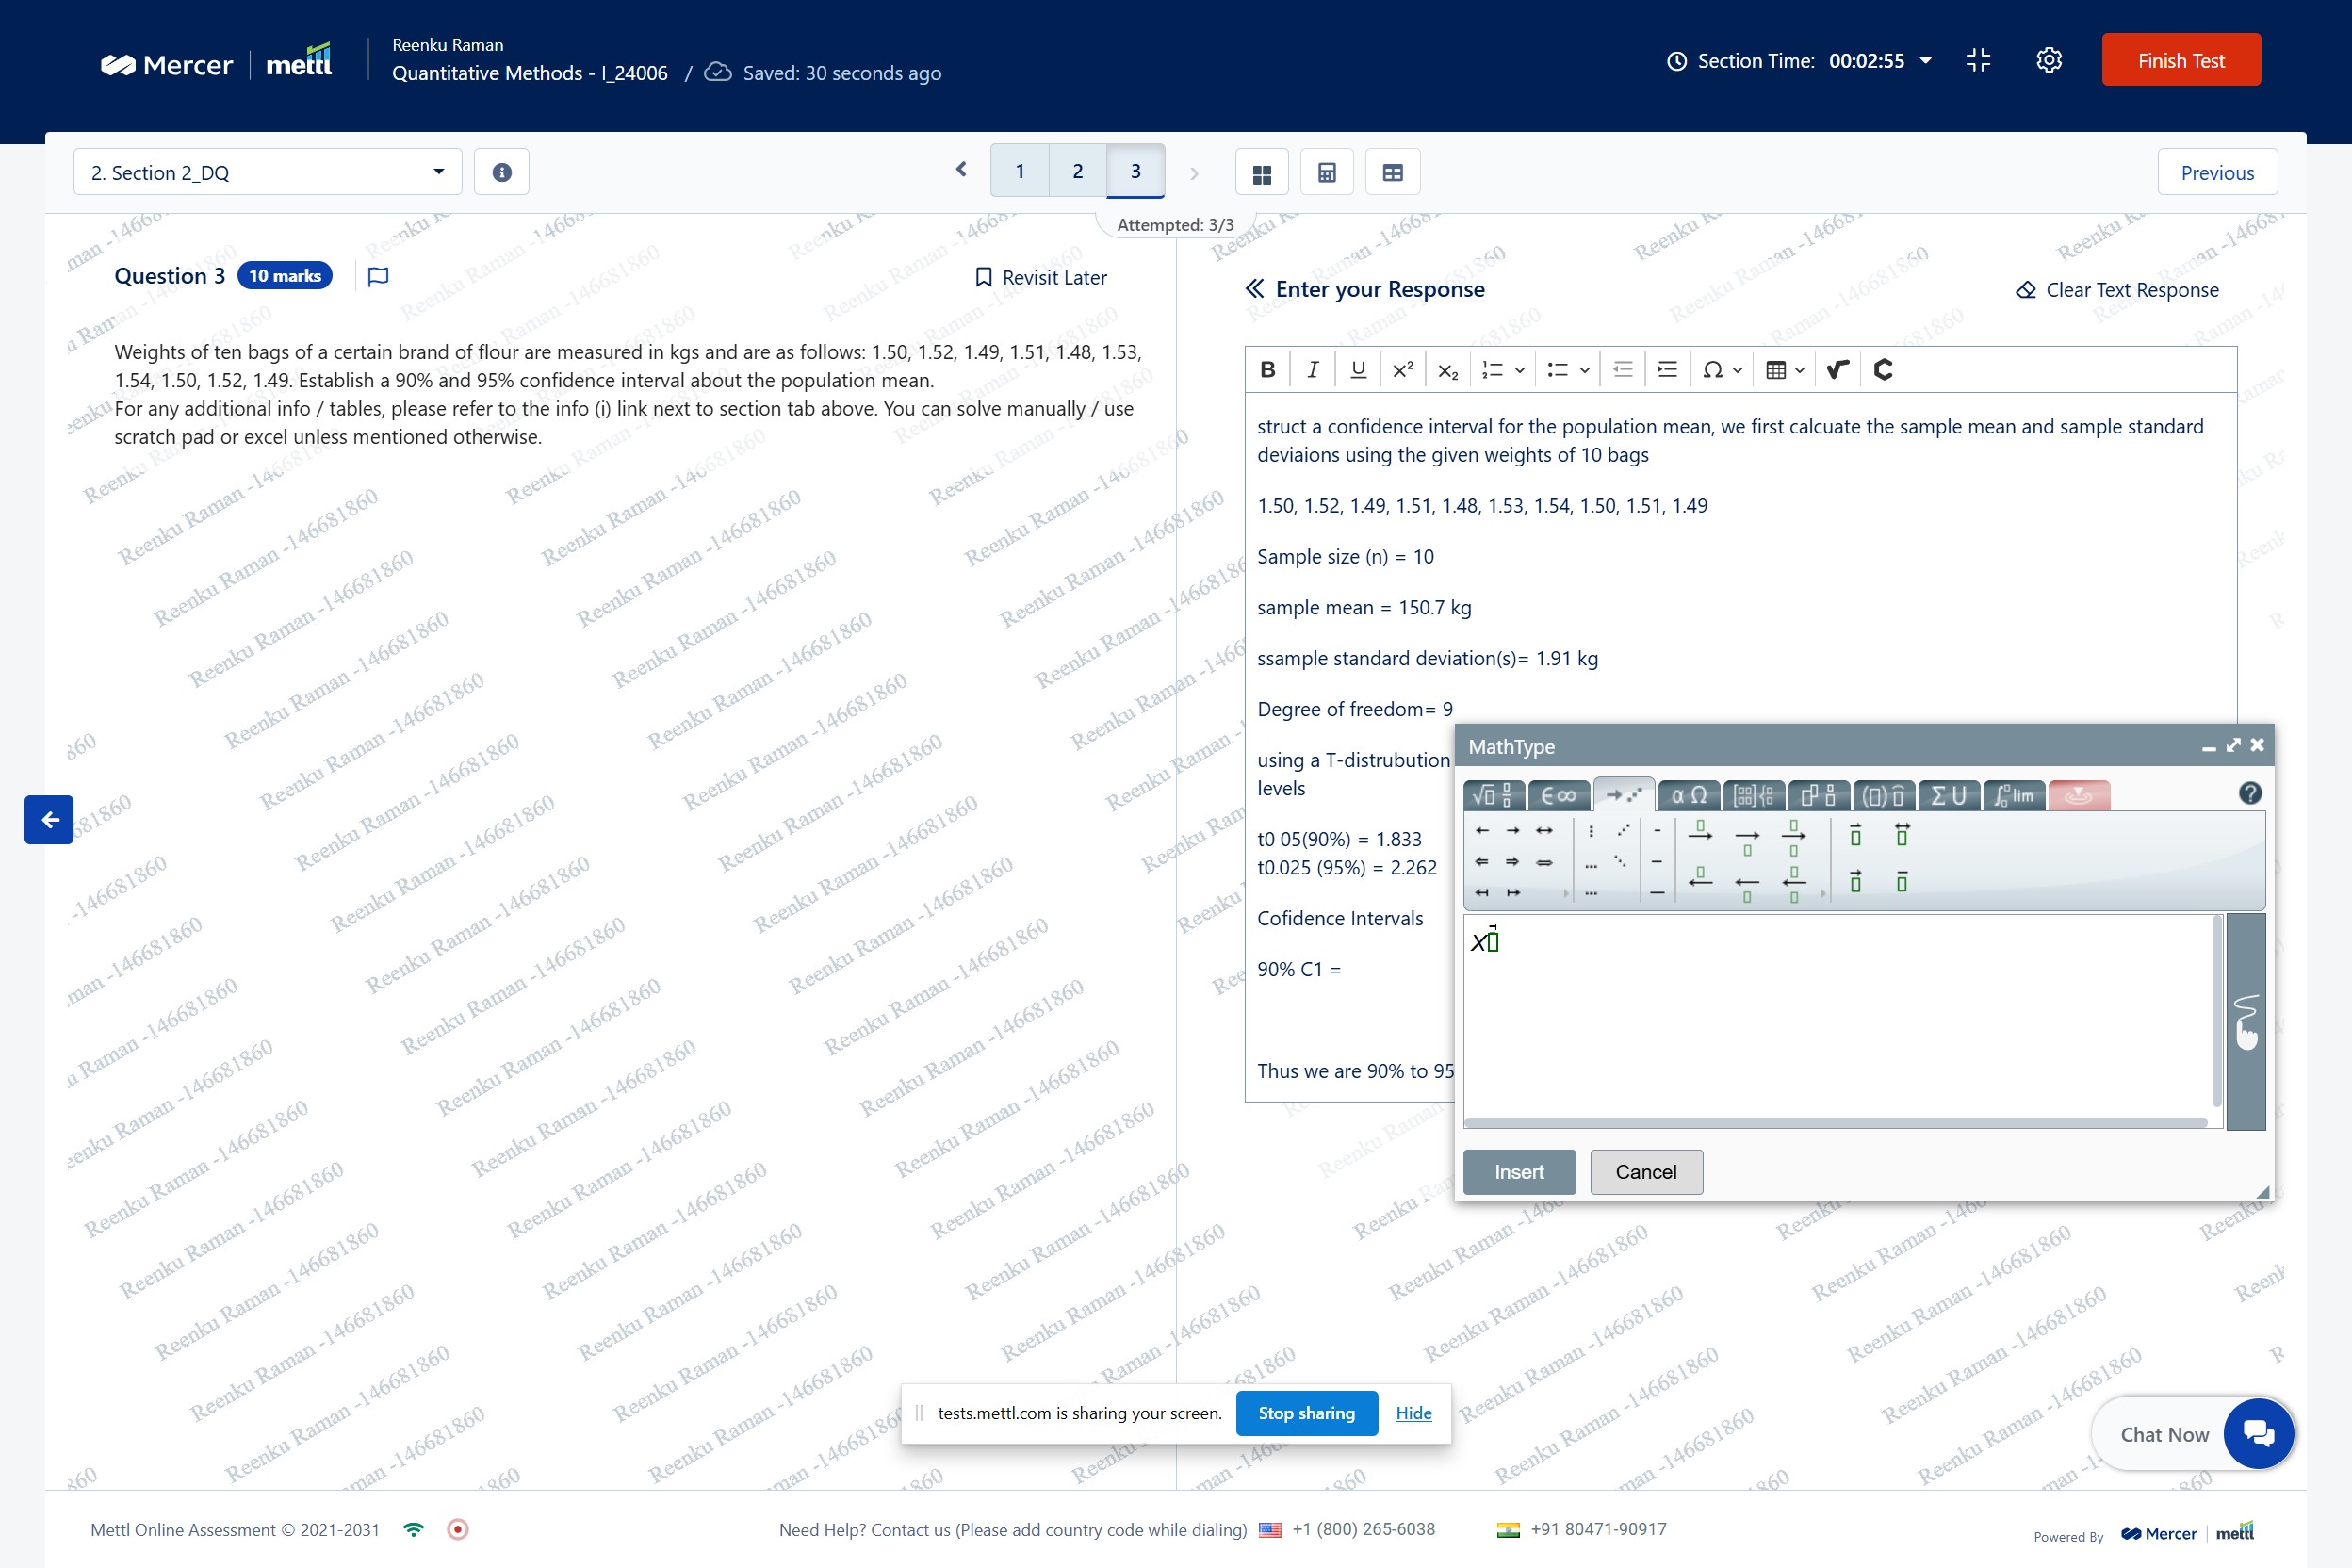 Mercer | mettl
Reenku Raman
Quantitative Methods - I_24006 / Saved: 30 seconds ago
Section Time: 00:02:55
Finish Test
2. Section 2_DQ
1 2 3
Previous
Attempted: 3/3
Question 3 10 marks
Revisit Later
Weights of ten bags of a certain brand of flour are measured in kgs and are as follows: 1.50, 1.52, 1.49, 1.51, 1.48, 1.53,
1.54, 1.50, 1.52, 1.49. Establish a 90% and 95% confidence interval about the population mean.
For any additional info / tables, please refer to the info (i) link next to section tab above. You can solve manually / use
scratch pad or excel unless mentioned otherwise.
Enter your Response
Clear Text Response
struct a confidence interval for the population mean, we first calcuate the sample mean and sample standard
deviaions using the given weights of 10 bags
1.50, 1.52, 1.49, 1.51, 1.48, 1.53, 1.54, 1.50, 1.51, 1.49
Sample size (n) = 10
sample mean = 150.7 kg
ssample standard deviation(s)= 1.91 kg
Degree of freedom= 9
using a T-distrubution
levels
t0 05(90%) = 1.833
t0.025 (95%) = 2.262
Cofidence Intervals
90% C1 =
Thus we are 90% to 95
MathType
X
Insert
Cancel
Reenku Raman -146681860
tests.mettl.com is sharing your screen.
Stop sharing
Hide
Chat Now
Mettl Online Assessment © 2021-2031
Need Help? Contact us (Please add country code while dialing) +1 (800) 265-6038 +91 80471-90917
Powered By Mercer | mettl